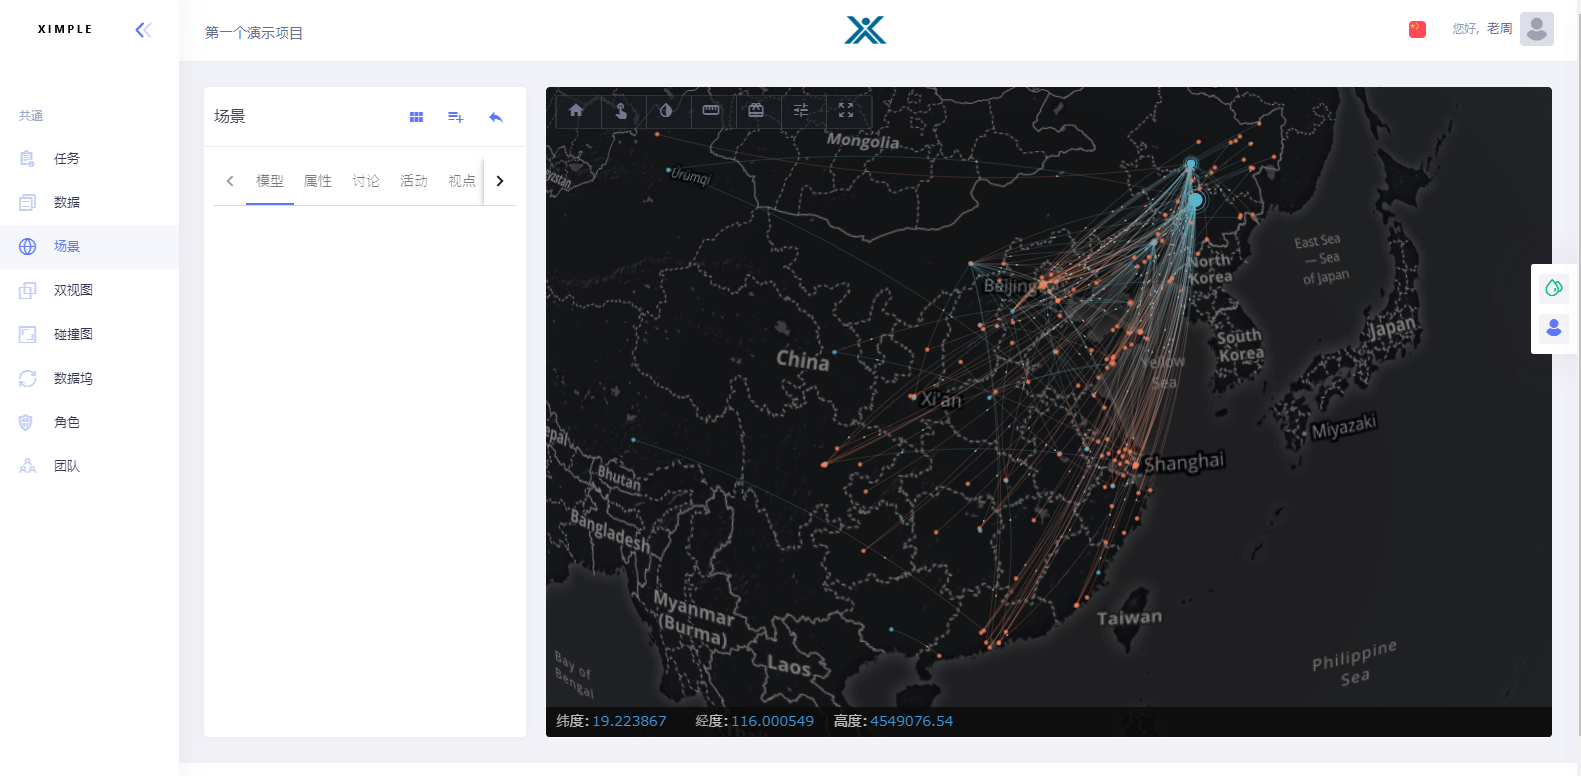 XIMPLE
第一个演示项目
您好, 老周
共通
任务
数据
场景
双视图
碰撞图
数据坞
角色
团队
场景
模型 属性 讨论 活动 视点
Mongolia
Ürümqi
East Sea
— Sea
of Japan
North
Korea
Beijing
South
Korea
Japan
China
Yellow
Sea
Xi'an
Miyazaki
Shanghai
Bhutan
Bangladesh
Myanmar
(Burma)
Taiwan
Laos
Bay of
Bengal
Philippine
Sea
纬度:19.223867 经度:116.000549 高度:4549076.54